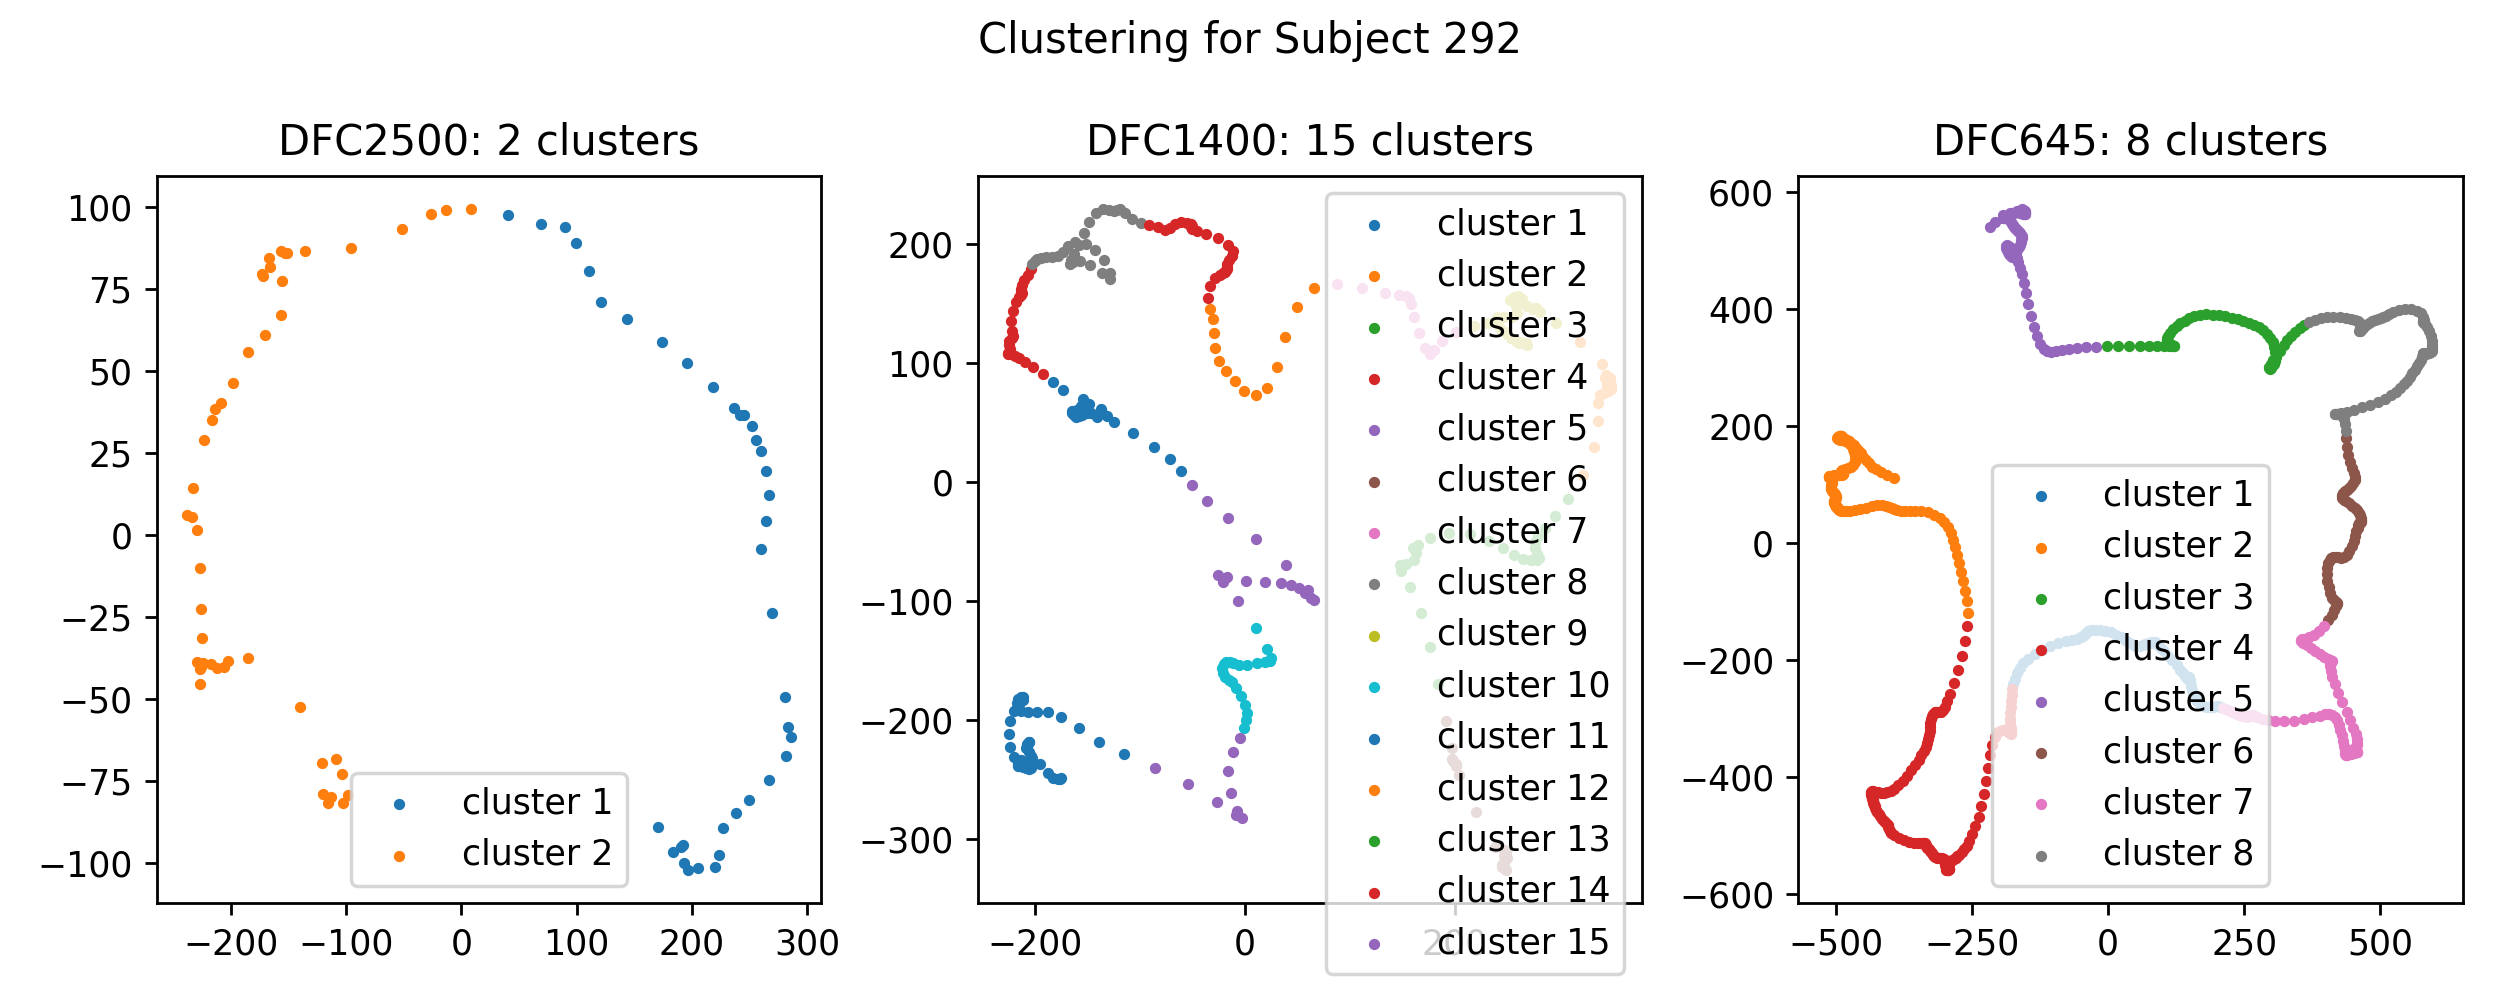 Clustering for Subject 292
DFC2500: 2 clusters
100
75
50
25
0
−25
−50
−75
−100
−200
−100
0
100
200
300
cluster 1
cluster 2
DFC1400: 15 clusters
200
100
0
−100
−200
−300
−200
0
200
cluster 1
cluster 2
cluster 3
cluster 4
cluster 5
cluster 6
cluster 7
cluster 8
cluster 9
cluster 10
cluster 11
cluster 12
cluster 13
cluster 14
cluster 15
DFC645: 8 clusters
600
400
200
0
−200
−400
−600
−500
−250
0
250
500
cluster 1
cluster 2
cluster 3
cluster 4
cluster 5
cluster 6
cluster 7
cluster 8